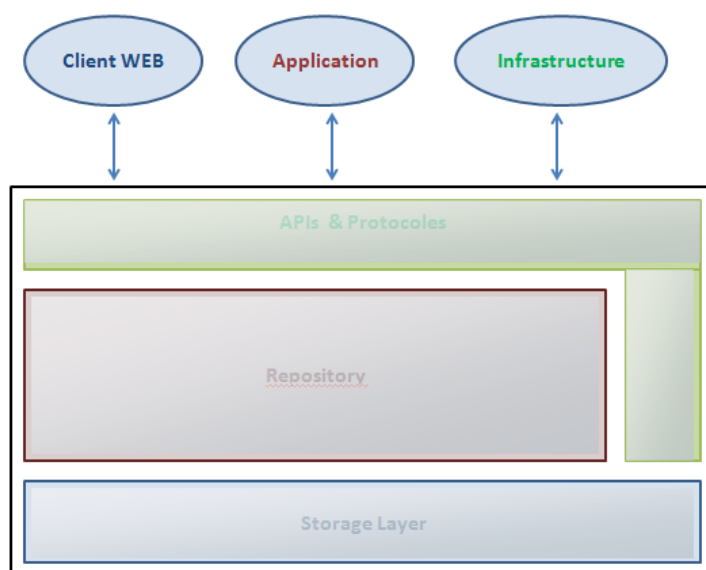 Client WEB
Application
Infrastructure
APIs & Protocoles
Repository
Storage Layer